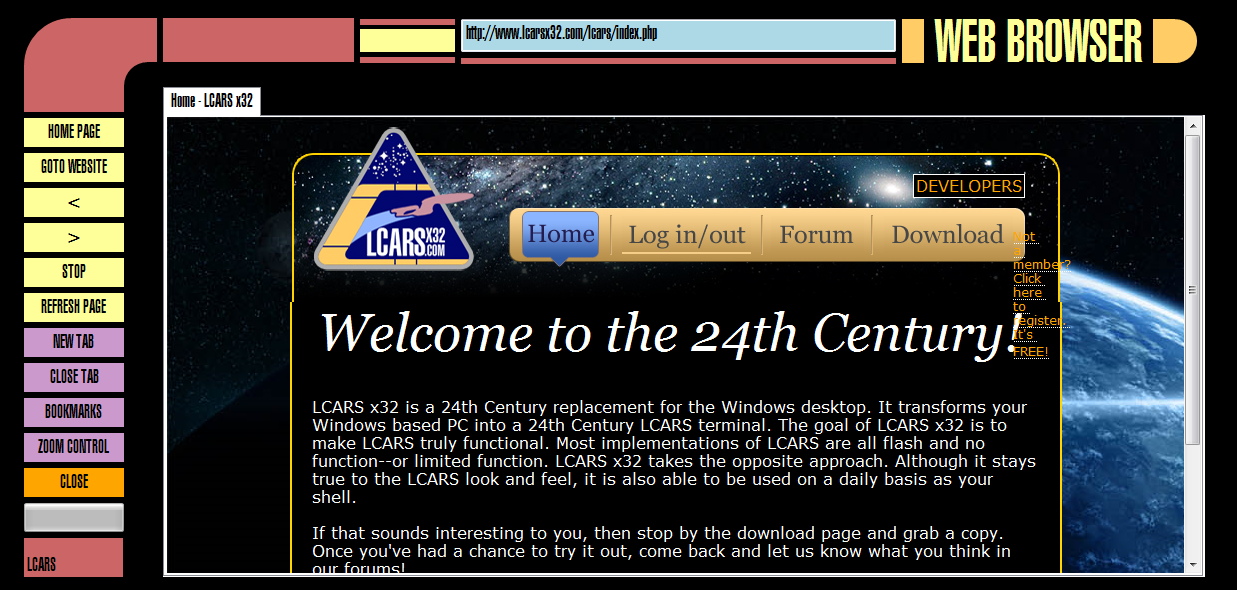 http://www.lcarsx32.com/lcars/index.php
WEB BROWSER
Home - LCARS x32
HOME PAGE
GOTO WEBSITE
<
>
STOP
REFRESH PAGE
NEW TAB
CLOSE TAB
BOOKMARKS
ZOOM CONTROL
CLOSE
LCARS
LCARS X32 .COM
DEVELOPERS
Home
Log in/out
Forum
Download
Not
a
member?
Click
here
to
register.
It's
FREE!
Welcome to the 24th Century!
LCARS x32 is a 24th Century replacement for the Windows desktop. It transforms your
Windows based PC into a 24th Century LCARS terminal. The goal of LCARS x32 is to
make LCARS truly functional. Most implementations of LCARS are all flash and no
function--or limited function. LCARS x32 takes the opposite approach. Although it stays
true to the LCARS look and feel, it is also able to be used on a daily basis as your
shell.
If that sounds interesting to you, then stop by the download page and grab a copy.
Once you've had a chance to try it out, come back and let us know what you think in
our forums!